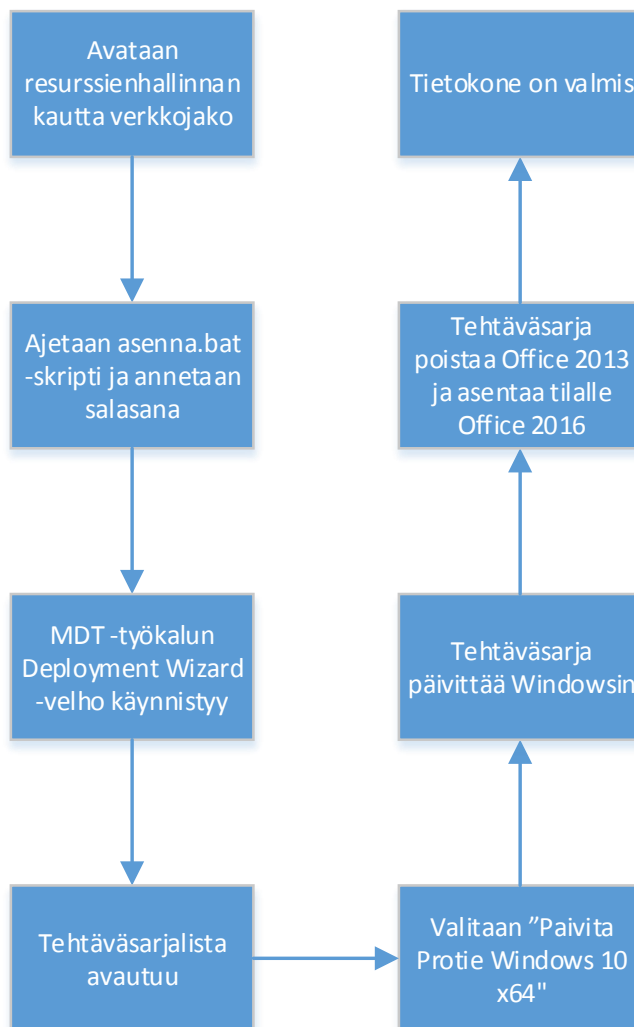 Avataan
resurssienhallinnan
kautta verkkojako
Ajetaan asenna.bat
-skripti ja annetaan
salasana
MDT -työkalun
Deployment Wizard
-velho käynnistyy
Tehtäväsarjalista
avautuu
Valitaan ”Paivita
Protie Windows 10
x64"
Tehtäväsarja
päivittää Windowsin
Tehtäväsarja
poistaa Office 2013
ja asentaa tilalle
Office 2016
Tietokone on valmis